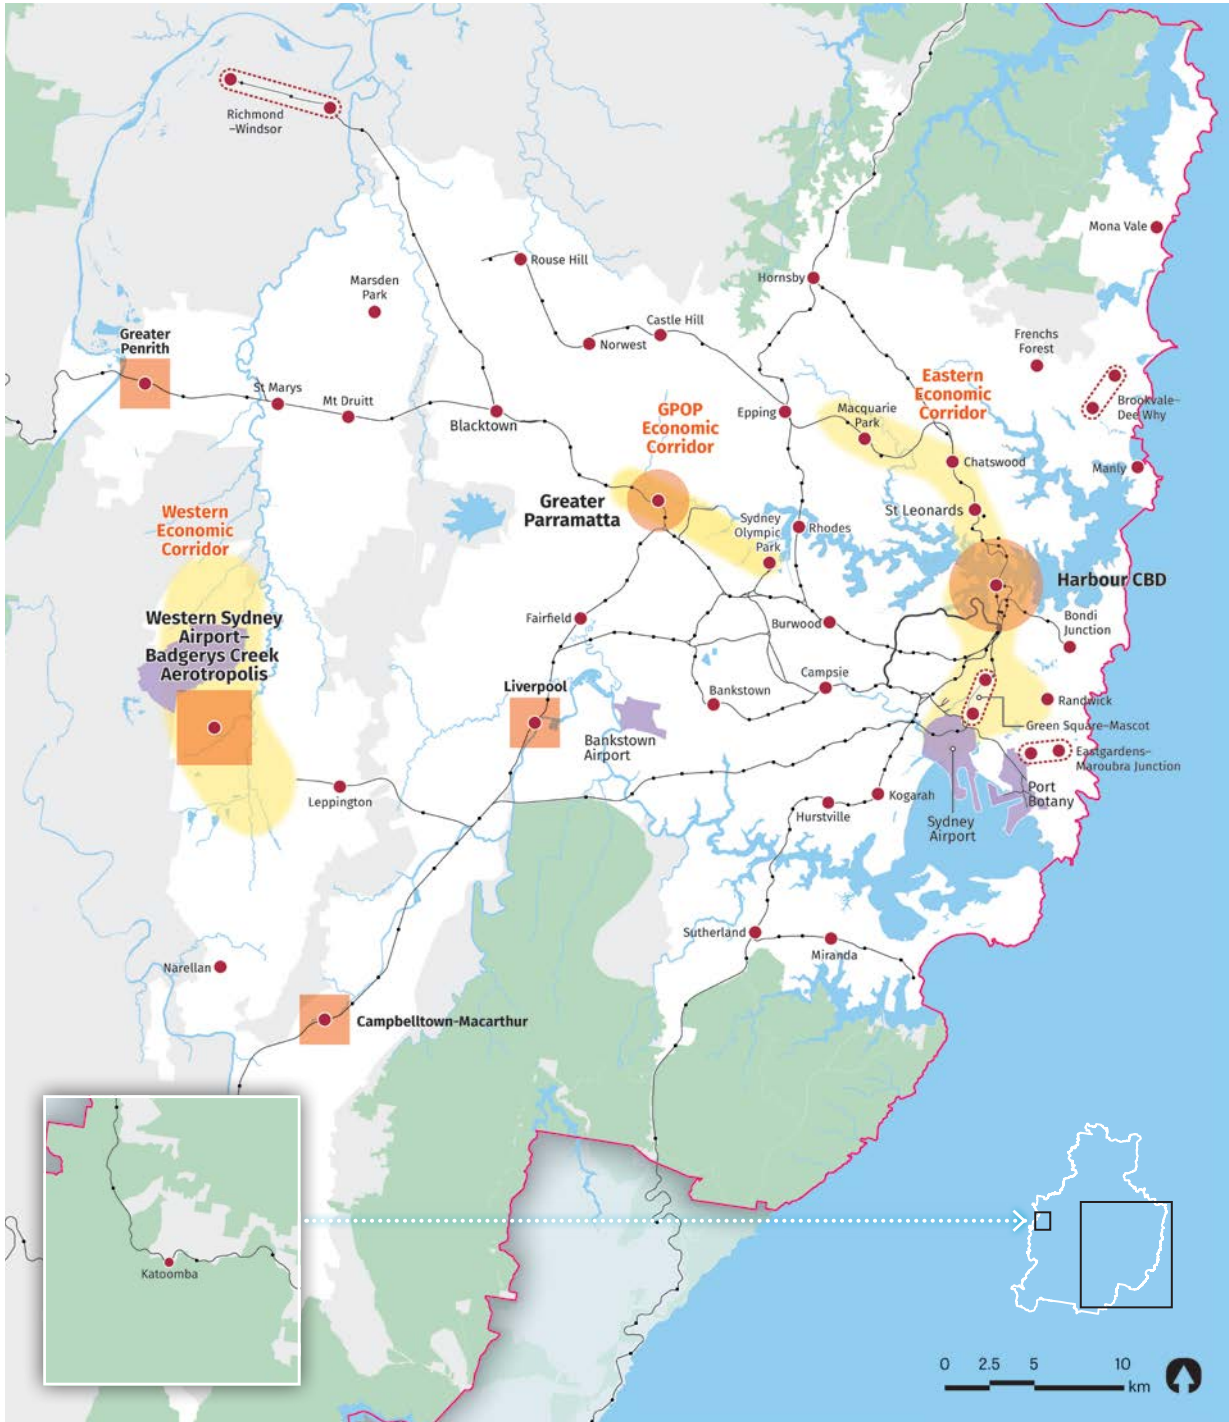 Richmond
–Windsor
Mona Vale
Rouse Hill
Hornsby
Marsden
Park
Castle Hill
Norwest
Frenchs
Forest
Greater
Penrith
St Marys
Mt Druitt
Blacktown
GPOP
Economic
Corridor
Epping
Macquarie
Park
Eastern
Economic
Corridor
Brookvale–
Dee Why
Chatswood
Manly
Western
Economic
Corridor
Greater
Parramatta
Sydney
Olympic
Park
Rhodes
St Leonards
Harbour CBD
Western Sydney
Airport–
Badgerys Creek
Aerotropolis
Fairfield
Burwood
Bondi
Junction
Liverpool
Bankstown
Campsie
Randwick
Green Square–Mascot
Bankstown
Airport
Eastgardens–
Maroubra Junction
Leppington
Hurstville
Kogarah
Port
Botany
Sydney
Airport
Sutherland
Miranda
Narellan
Campbelltown-Macarthur
Katoomba
0 2.5 5 10
km